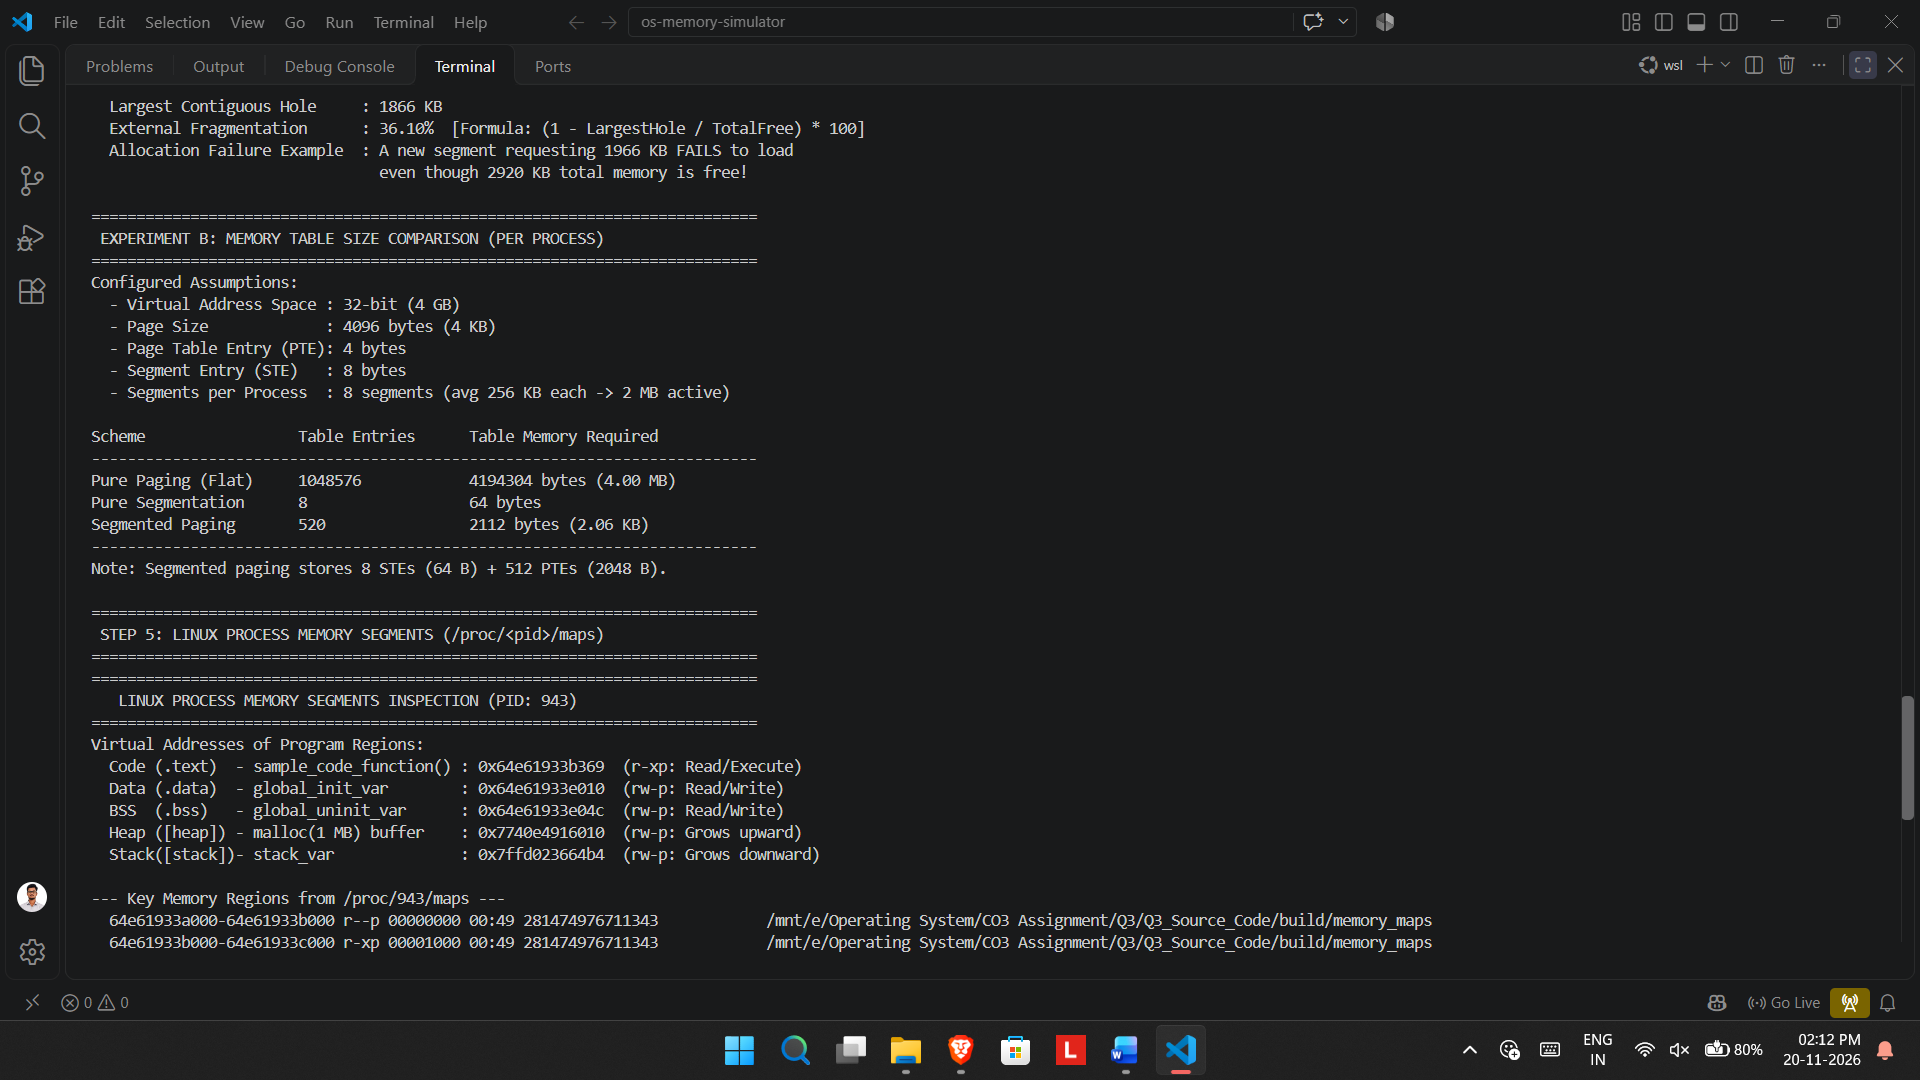 File Edit Selection View Go Run Terminal Help
os-memory-simulator
Problems Output Debug Console Terminal Ports
wsl
Largest Contiguous Hole : 1866 KB
External Fragmentation : 36.10% [Formula: (1 - LargestHole / TotalFree) * 100]
Allocation Failure Example : A new segment requesting 1966 KB FAILS to load
even though 2920 KB total memory is free!
==========================================================================
EXPERIMENT B: MEMORY TABLE SIZE COMPARISON (PER PROCESS)
==========================================================================
Configured Assumptions:
- Virtual Address Space : 32-bit (4 GB)
- Page Size : 4096 bytes (4 KB)
- Page Table Entry (PTE): 4 bytes
- Segment Entry (STE) : 8 bytes
- Segments per Process : 8 segments (avg 256 KB each -> 2 MB active)
Scheme Table Entries Table Memory Required
--------------------------------------------------------------------------
Pure Paging (Flat) 1048576 4194304 bytes (4.00 MB)
Pure Segmentation 8 64 bytes
Segmented Paging 520 2112 bytes (2.06 KB)
--------------------------------------------------------------------------
Note: Segmented paging stores 8 STEs (64 B) + 512 PTEs (2048 B).
==========================================================================
STEP 5: LINUX PROCESS MEMORY SEGMENTS (/proc/<pid>/maps)
==========================================================================
==========================================================================
LINUX PROCESS MEMORY SEGMENTS INSPECTION (PID: 943)
==========================================================================
Virtual Addresses of Program Regions:
Code (.text) - sample_code_function() : 0x64e61933b369 (r-xp: Read/Execute)
Data (.data) - global_init_var : 0x64e61933e010 (rw-p: Read/Write)
BSS (.bss) - global_uninit_var : 0x64e61933e04c (rw-p: Read/Write)
Heap ([heap]) - malloc(1 MB) buffer : 0x7740e4916010 (rw-p: Grows upward)
Stack([stack])- stack_var : 0x7ffd023664b4 (rw-p: Grows downward)
--- Key Memory Regions from /proc/943/maps ---
64e61933a000-64e61933b000 r--p 00000000 00:49 281474976711343 /mnt/e/Operating System/CO3 Assignment/Q3/Q3_Source_Code/build/memory_maps
64e61933b000-64e61933c000 r-xp 00001000 00:49 281474976711343 /mnt/e/Operating System/CO3 Assignment/Q3/Q3_Source_Code/build/memory_maps
0 0
Go Live
L
W
ENG
IN
80%
02:12 PM
20-11-2026